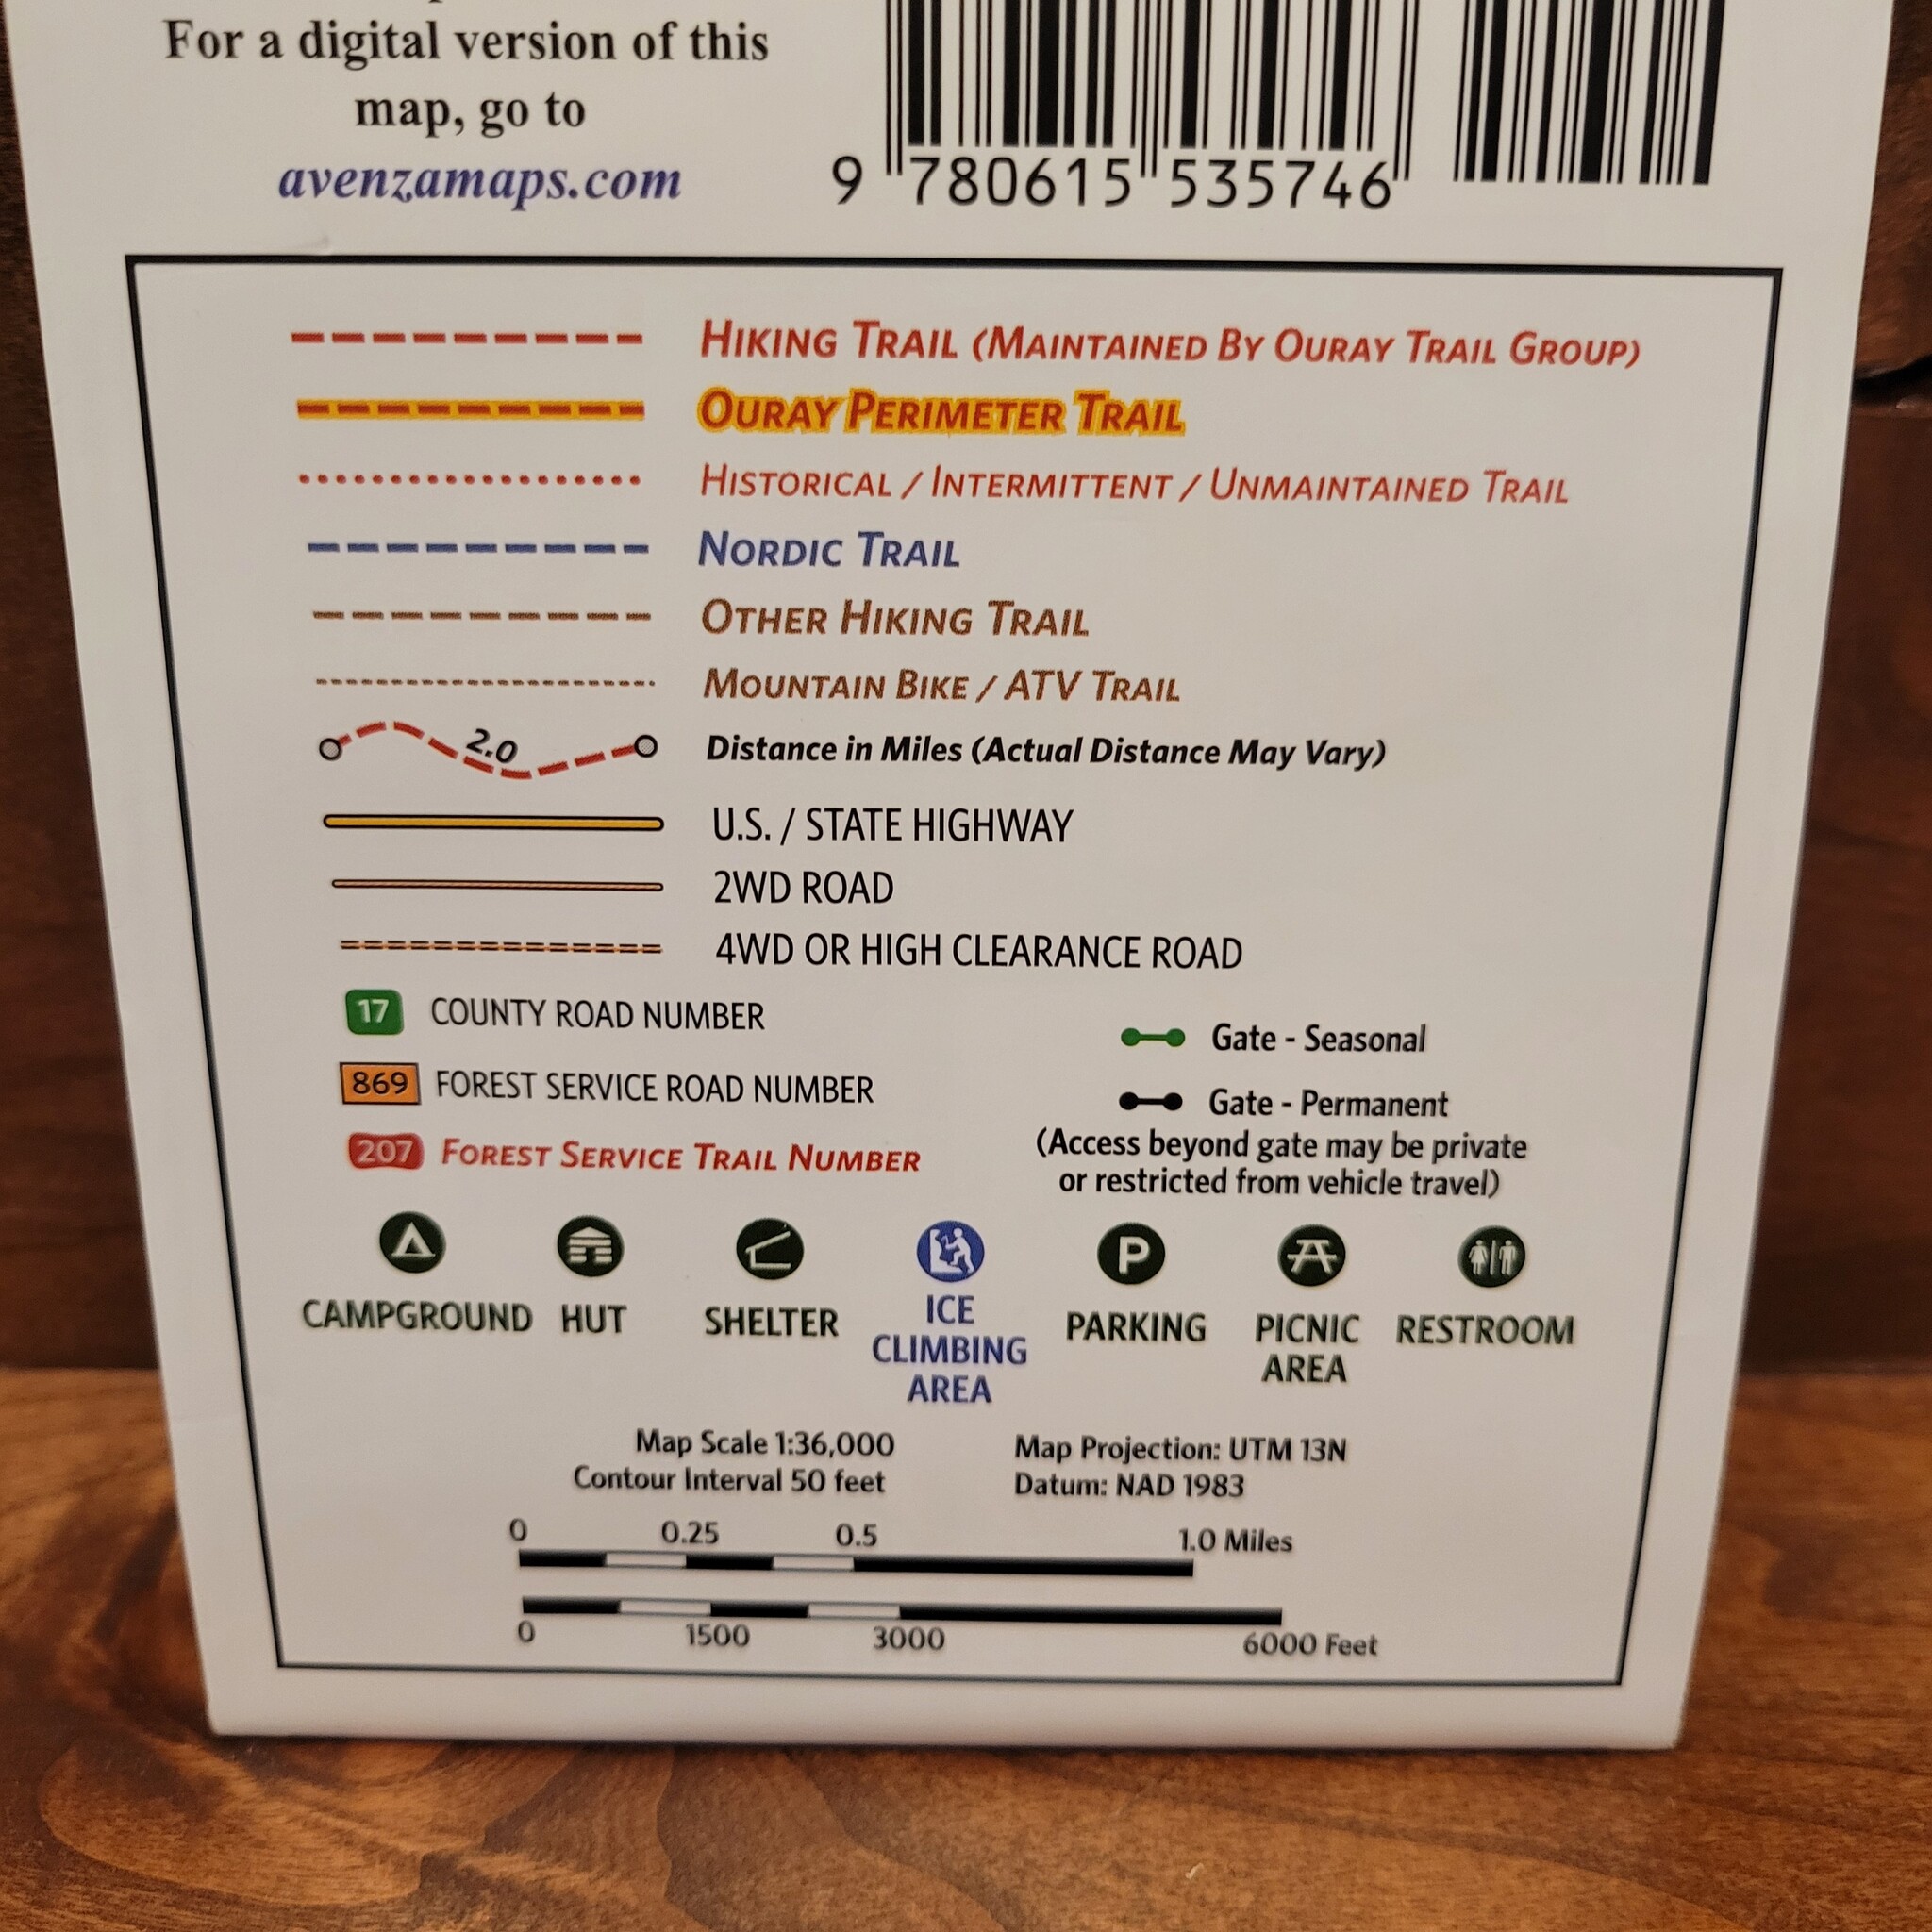 For a digital version of this
map, go to
avenzamaps.com
9 780615 535746
HIKING TRAIL (MAINTAINED BY OURAY TRAIL GROUP)
OURAY PERIMETER TRAIL
HISTORICAL / INTERMITTENT / UNMAINTAINED TRAIL
NORDIC TRAIL
OTHER HIKING TRAIL
MOUNTAIN BIKE / ATV TRAIL
2.0 Distance in Miles (Actual Distance May Vary)
U.S. / STATE HIGHWAY
2WD ROAD
4WD OR HIGH CLEARANCE ROAD
17 COUNTY ROAD NUMBER
869 FOREST SERVICE ROAD NUMBER
207 FOREST SERVICE TRAIL NUMBER
Gate - Seasonal
Gate - Permanent
(Access beyond gate may be private
or restricted from vehicle travel)
CAMPGROUND
HUT
SHELTER
ICE
CLIMBING
AREA
P
PARKING
PICNIC
AREA
RESTROOM
Map Scale 1:36,000
Contour Interval 50 feet
Map Projection: UTM 13N
Datum: NAD 1983
0 0.25 0.5 1.0 Miles
0 1500 3000 6000 Feet